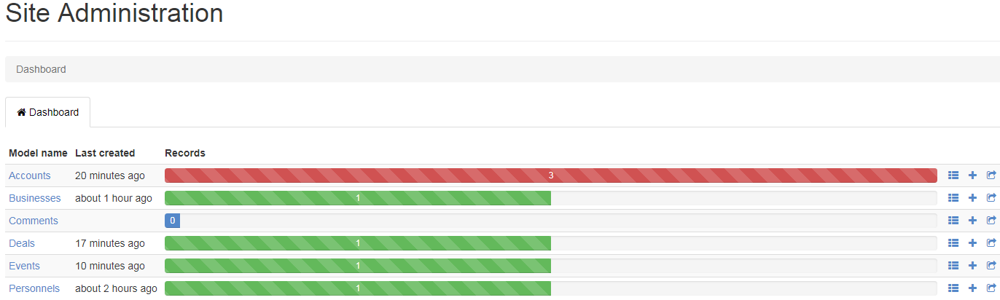 Site Administration
Dashboard
Dashboard
Model name Last created Records
Accounts 20 minutes ago 3
Businesses about 1 hour ago 1
Comments 0
Deals 17 minutes ago 1
Events 10 minutes ago 1
Personnels about 2 hours ago 1